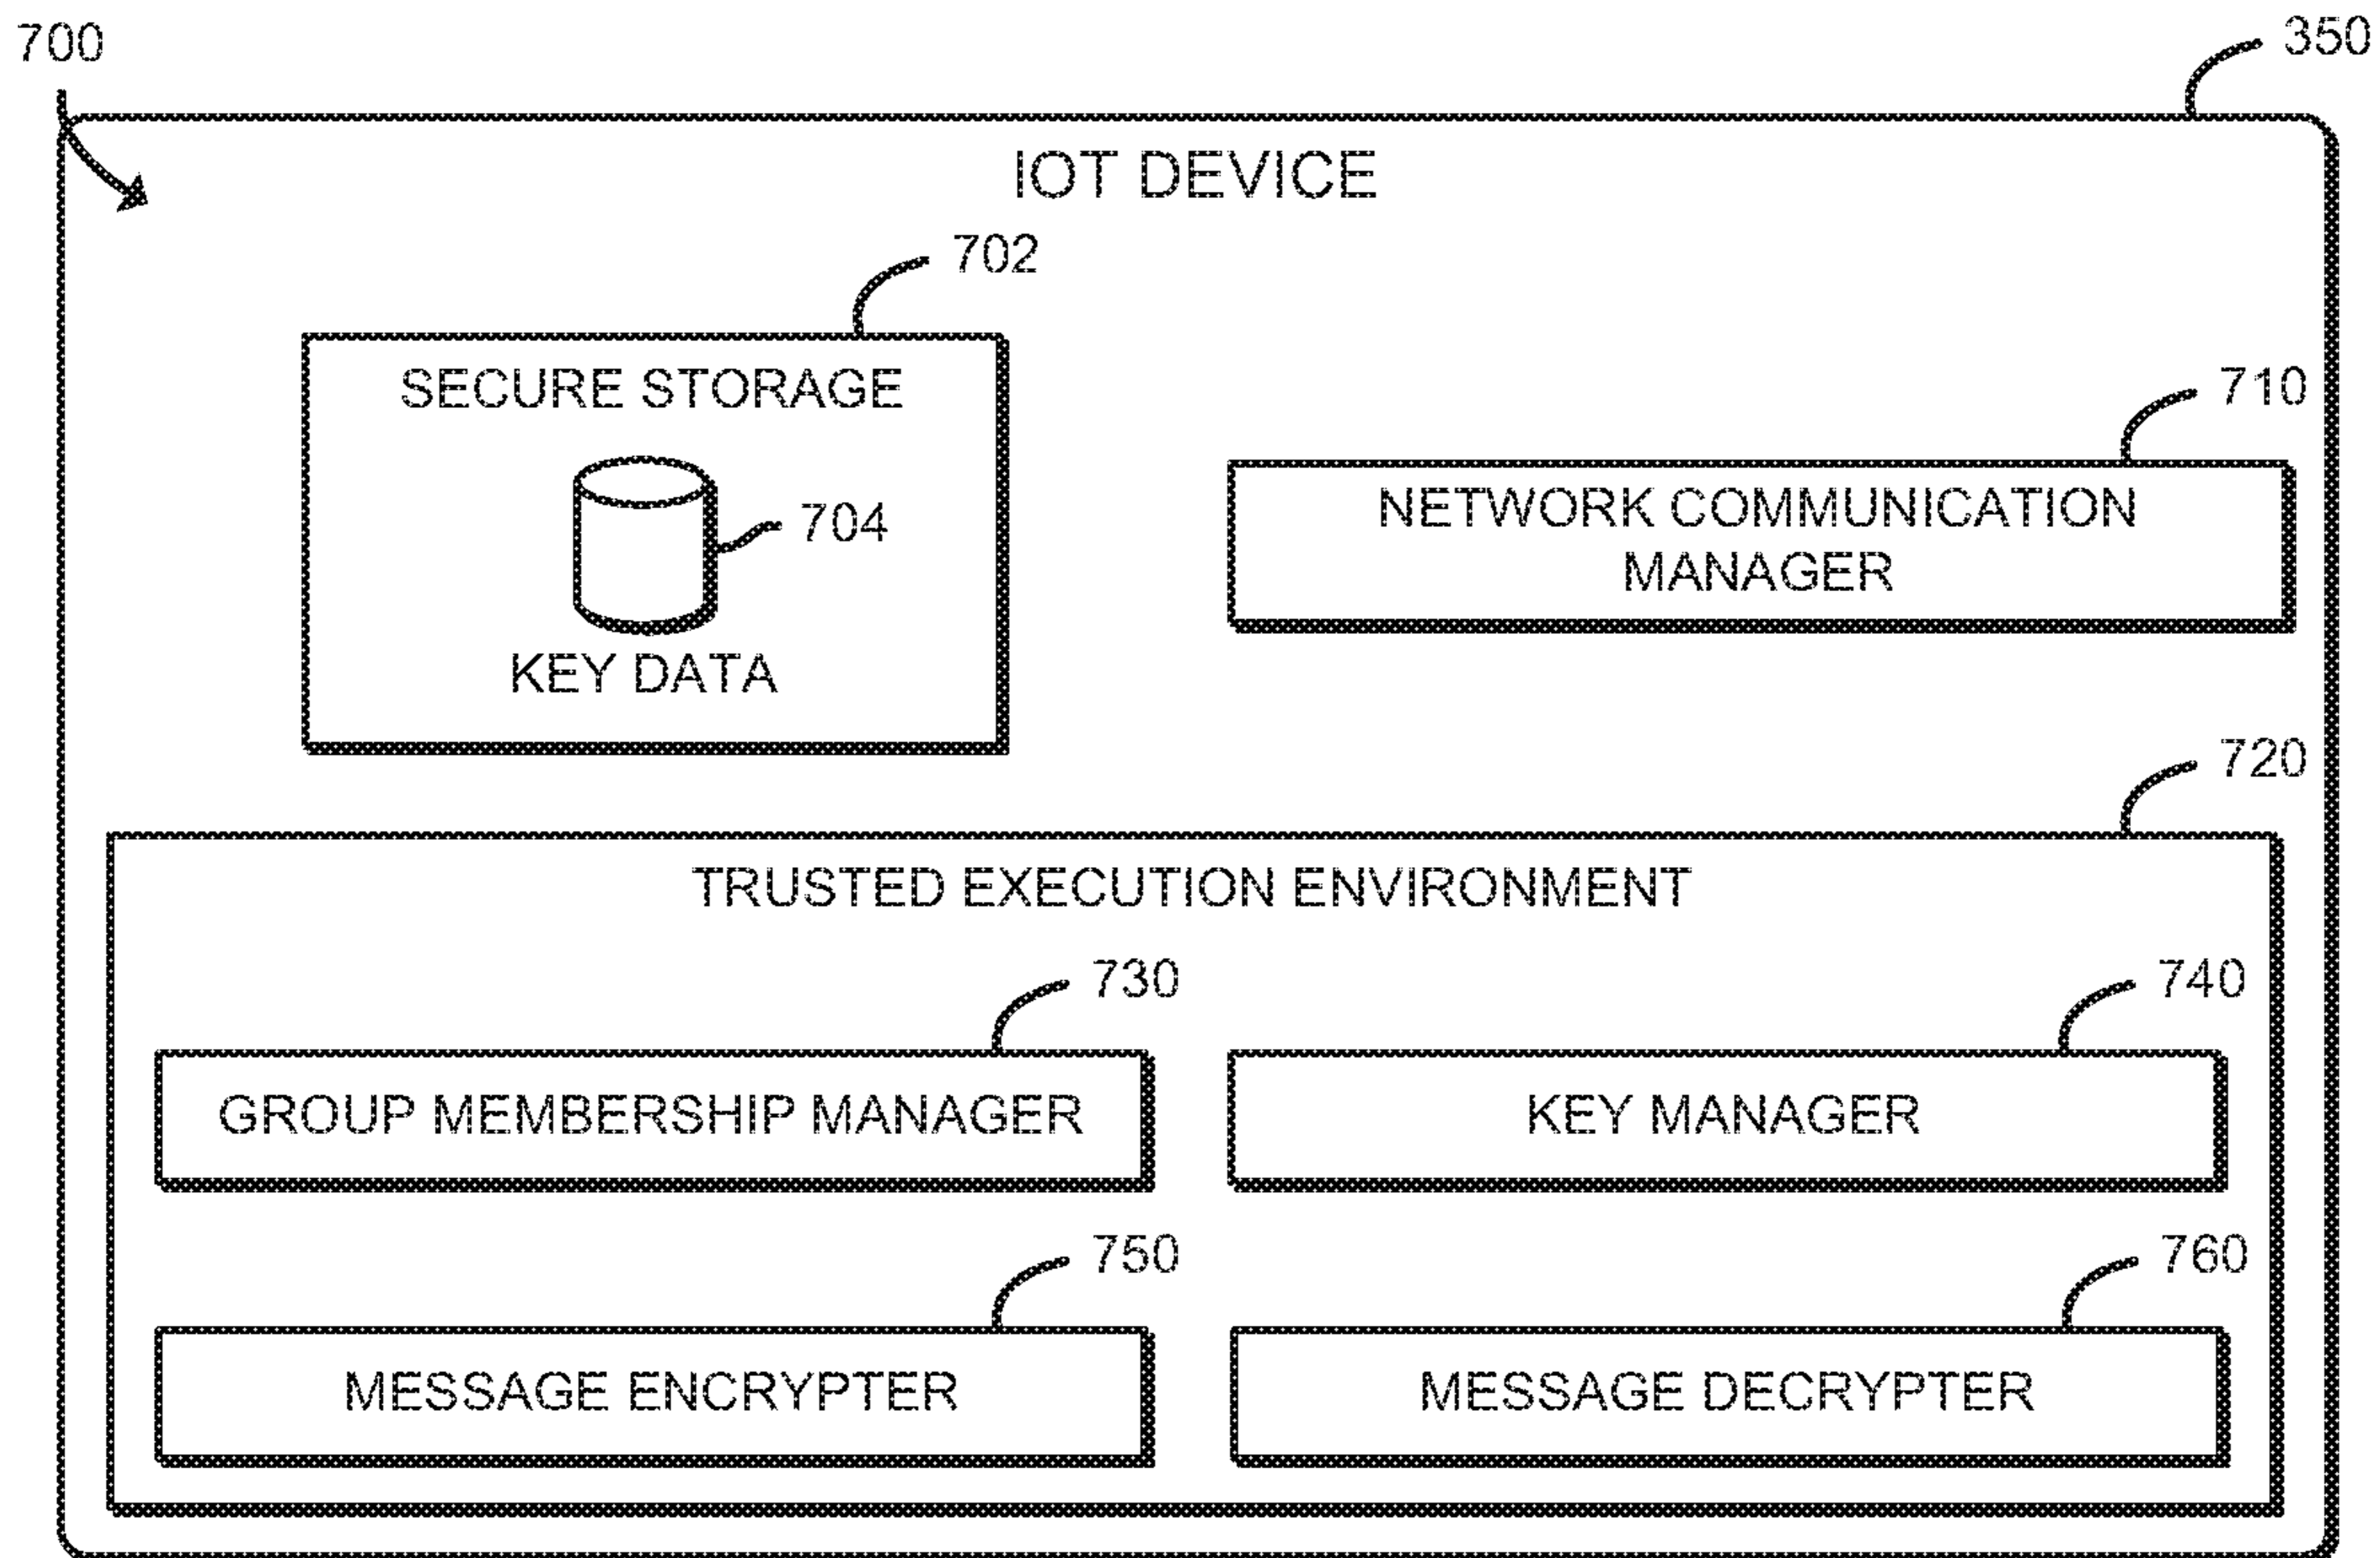 700
350
IOT DEVICE
702
SECURE STORAGE
704
KEY DATA
710
NETWORK COMMUNICATION
MANAGER
720
TRUSTED EXECUTION ENVIRONMENT
730
GROUP MEMBERSHIP MANAGER
740
KEY MANAGER
750
MESSAGE ENCRYPTER
760
MESSAGE DECRYPTER